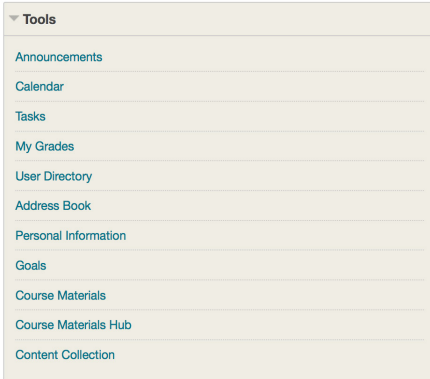 Tools
Announcements
Calendar
Tasks
My Grades
User Directory
Address Book
Personal Information
Goals
Course Materials
Course Materials Hub
Content Collection